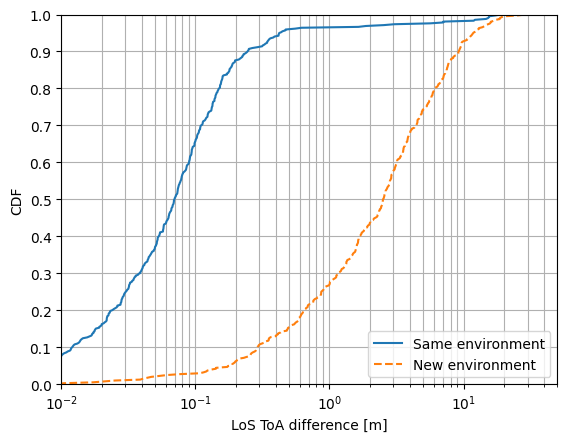 1.0
0.9
0.8
0.7
0.6
0.5
0.4
0.3
0.2
0.1
0.0
CDF
Same environment
New environment
10⁻² 10⁻¹ 10⁰ 10¹
LoS ToA difference [m]